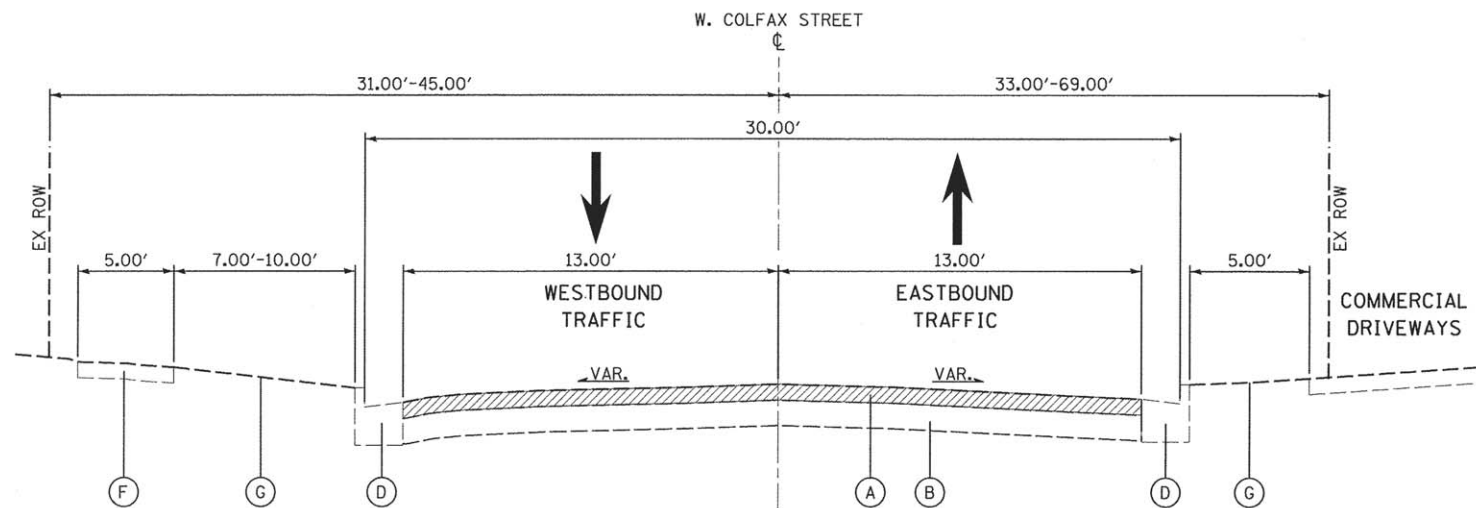 W. COLFAX STREET
℄
31.00'-45.00'
33.00'-69.00'
30.00'
EX ROW
EX ROW
5.00'
7.00'-10.00'
13.00'
13.00'
5.00'
WESTBOUND
TRAFFIC
EASTBOUND
TRAFFIC
COMMERCIAL
DRIVEWAYS
VAR.
VAR.
F
G
D
A
B
D
G